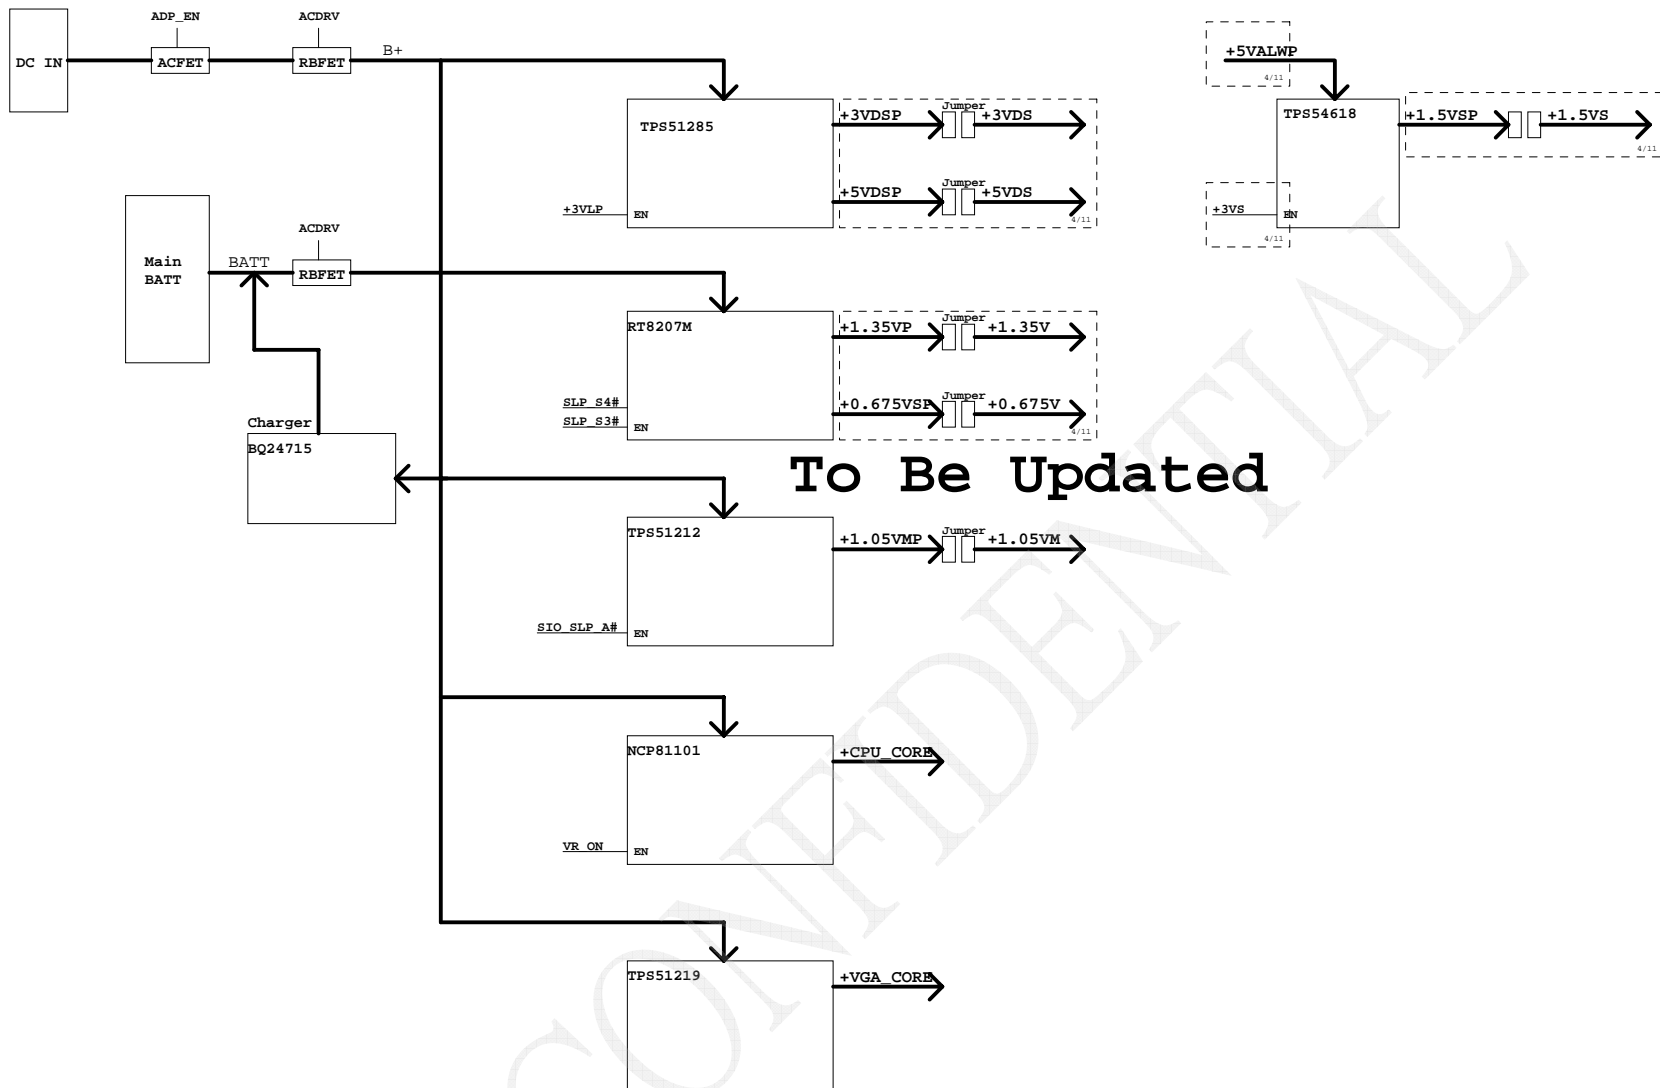 ADP_EN
ACDRV
DC IN
ACFET
RBFET
B+
TPS51285
+3VDSP
Jumper
+3VDS
+5VDSP
Jumper
+5VDS
4/11
+3VLP
EN
+5VALWP
4/11
TPS54618
+1.5VSP
+1.5VS
4/11
+3VS
EN
4/11
Main
BATT
BATT
ACDRV
RBFET
RT8207M
+1.35VP
Jumper
+1.35V
SLP_S4#
SLP_S3#
EN
+0.675VSP
Jumper
+0.675V
4/11
Charger
BQ24715
To Be Updated
TPS51212
+1.05VMP
Jumper
+1.05VM
SIO_SLP_A#
EN
NCP81101
+CPU_CORE
VR_ON
EN
TPS51219
+VGA_CORE
CONFIDENTIAL